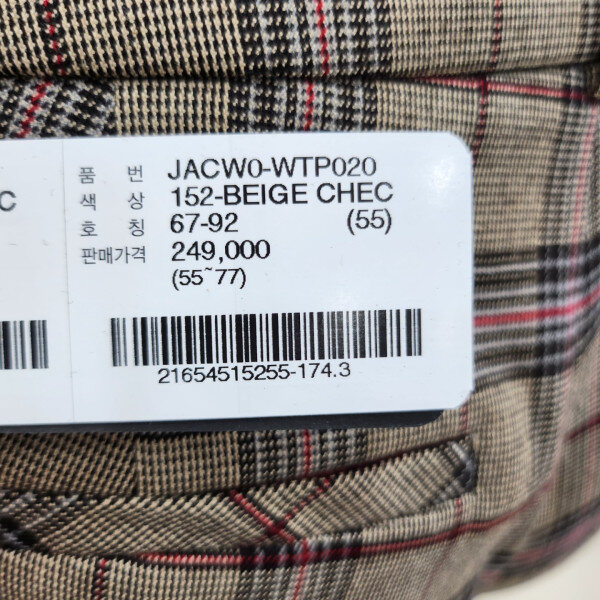 품 번 JACW0-WTP020
C 색 상 152-BEIGE CHEC
호 칭 67-92 (55)
판매가격 249,000
(55~77)
21654515255-174.3